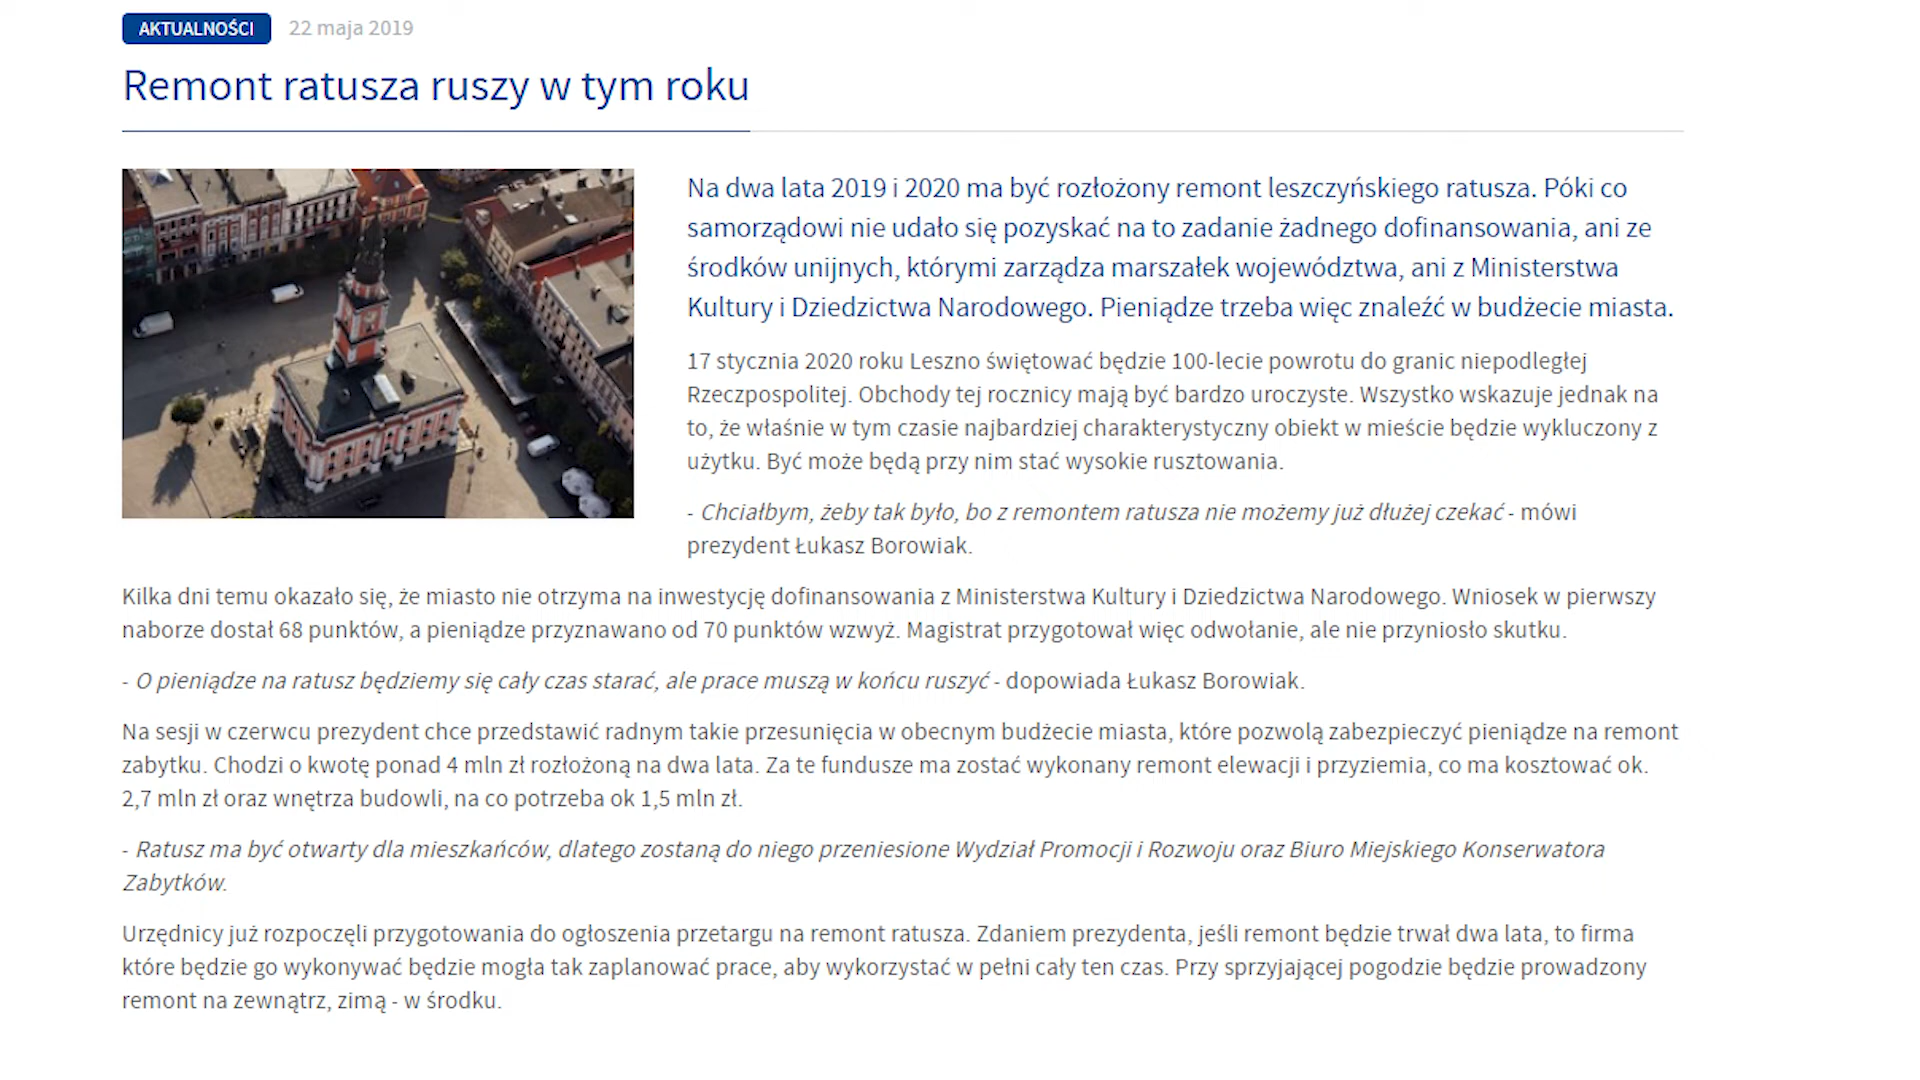 AKTUALNOŚCI 22 maja 2019
Remont ratusza ruszy w tym roku
Na dwa lata 2019 i 2020 ma być rozłożony remont leszczyńskiego ratusza. Póki co
samorządowi nie udało się pozyskać na to zadanie żadnego dofinansowania, ani ze
środków unijnych, którymi zarządza marszałek województwa, ani z Ministerstwa
Kultury i Dziedzictwa Narodowego. Pieniądze trzeba więc znaleźć w budżecie miasta.
17 stycznia 2020 roku Leszno świętować będzie 100-lecie powrotu do granic niepodległej
Rzeczpospolitej. Obchody tej rocznicy mają być bardzo uroczyste. Wszystko wskazuje jednak na
to, że właśnie w tym czasie najbardziej charakterystyczny obiekt w mieście będzie wykluczony z
użytku. Być może będą przy nim stać wysokie rusztowania.
- Chciałbym, żeby tak było, bo z remontem ratusza nie możemy już dłużej czekać - mówi
prezydent Łukasz Borowiak.
Kilka dni temu okazało się, że miasto nie otrzyma na inwestycję dofinansowania z Ministerstwa Kultury i Dziedzictwa Narodowego. Wniosek w pierwszy
naborze dostał 68 punktów, a pieniądze przyznawano od 70 punktów wzwyż. Magistrat przygotował więc odwołanie, ale nie przyniosło skutku.
- O pieniądze na ratusz będziemy się cały czas starać, ale prace muszą w końcu ruszyć - dopowiada Łukasz Borowiak.
Na sesji w czerwcu prezydent chce przedstawić radnym takie przesunięcia w obecnym budżecie miasta, które pozwolą zabezpieczyć pieniądze na remont
zabytku. Chodzi o kwotę ponad 4 mln zł rozłożoną na dwa lata. Za te fundusze ma zostać wykonany remont elewacji i przyziemia, co ma kosztować ok.
2,7 mln zł oraz wnętrza budowli, na co potrzeba ok 1,5 mln zł.
- Ratusz ma być otwarty dla mieszkańców, dlatego zostaną do niego przeniesione Wydział Promocji i Rozwoju oraz Biuro Miejskiego Konserwatora
Zabytków.
Urzędnicy już rozpoczęli przygotowania do ogłoszenia przetargu na remont ratusza. Zdaniem prezydenta, jeśli remont będzie trwał dwa lata, to firma
które będzie go wykonywać będzie mogła tak zaplanować prace, aby wykorzystać w pełni cały ten czas. Przy sprzyjającej pogodzie będzie prowadzony
remont na zewnątrz, zimą - w środku.